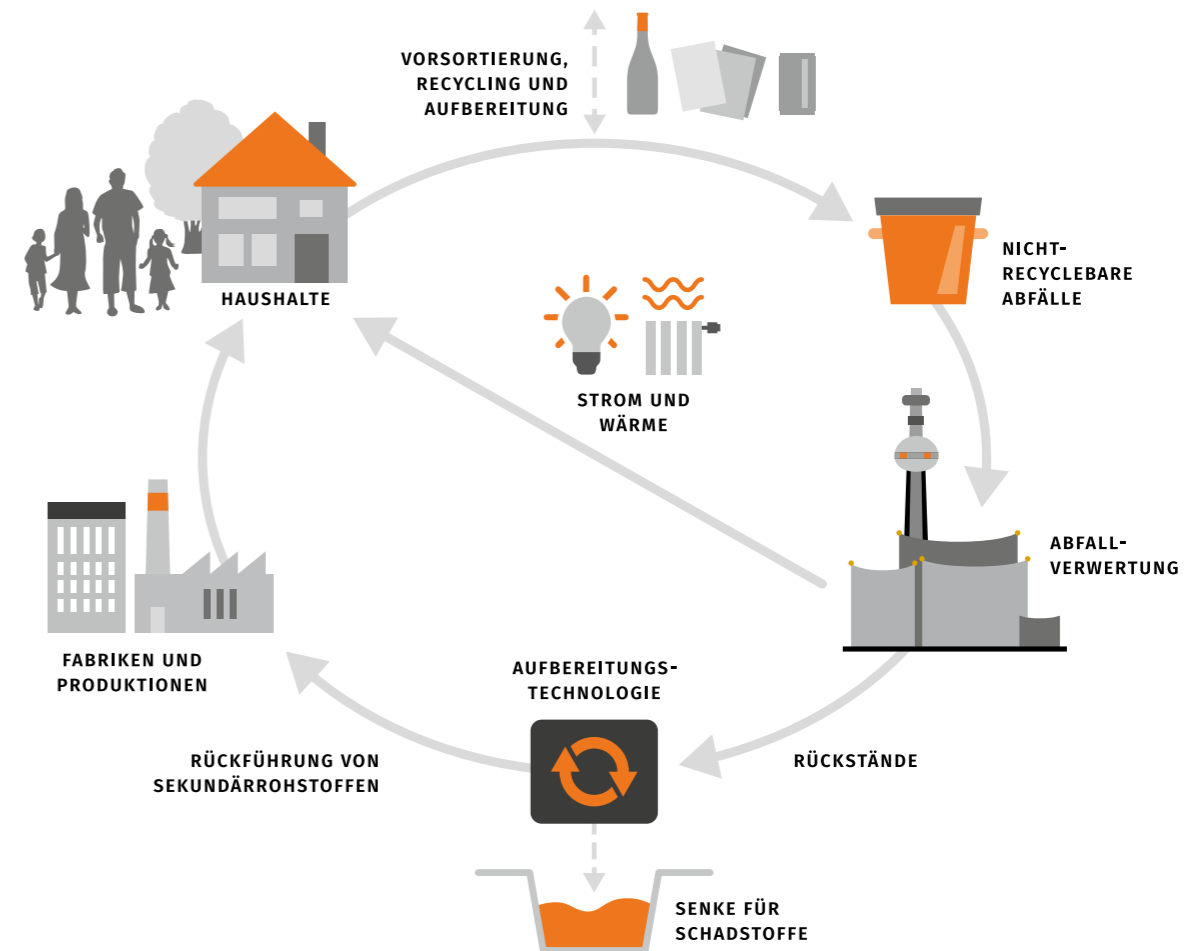 VORSORTIERUNG,
RECYCLING UND
AUFBEREITUNG
HAUSHALTE
NICHT-
RECYCLEBARE
ABFÄLLE
STROM UND
WÄRME
ABFALL-
VERWERTUNG
FABRIKEN UND
PRODUKTIONEN
AUFBEREITUNGS-
TECHNOLOGIE
RÜCKFÜHRUNG VON
SEKUNDÄRROHSTOFFEN
RÜCKSTÄNDE
SENKE FÜR
SCHADSTOFFE